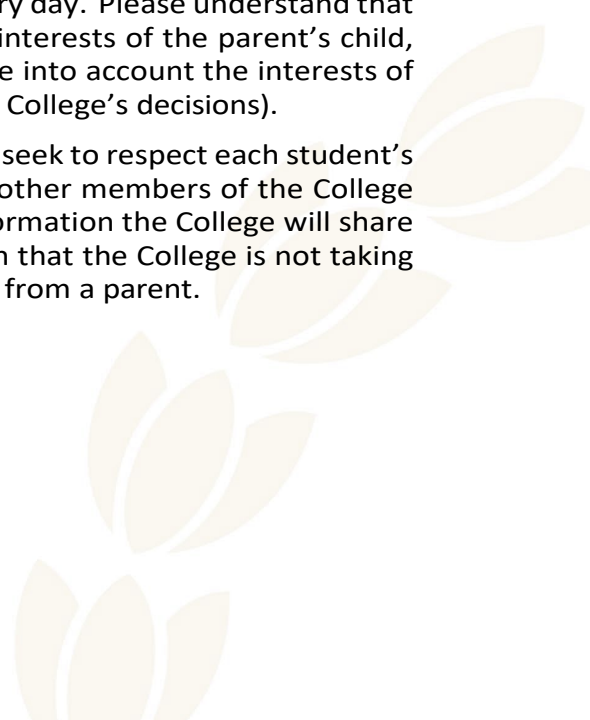 ry day. Please understand that
interests of the parent’s child,
e into account the interests of
College’s decisions).
seek to respect each student’s
other members of the College
ormation the College will share
n that the College is not taking
from a parent.